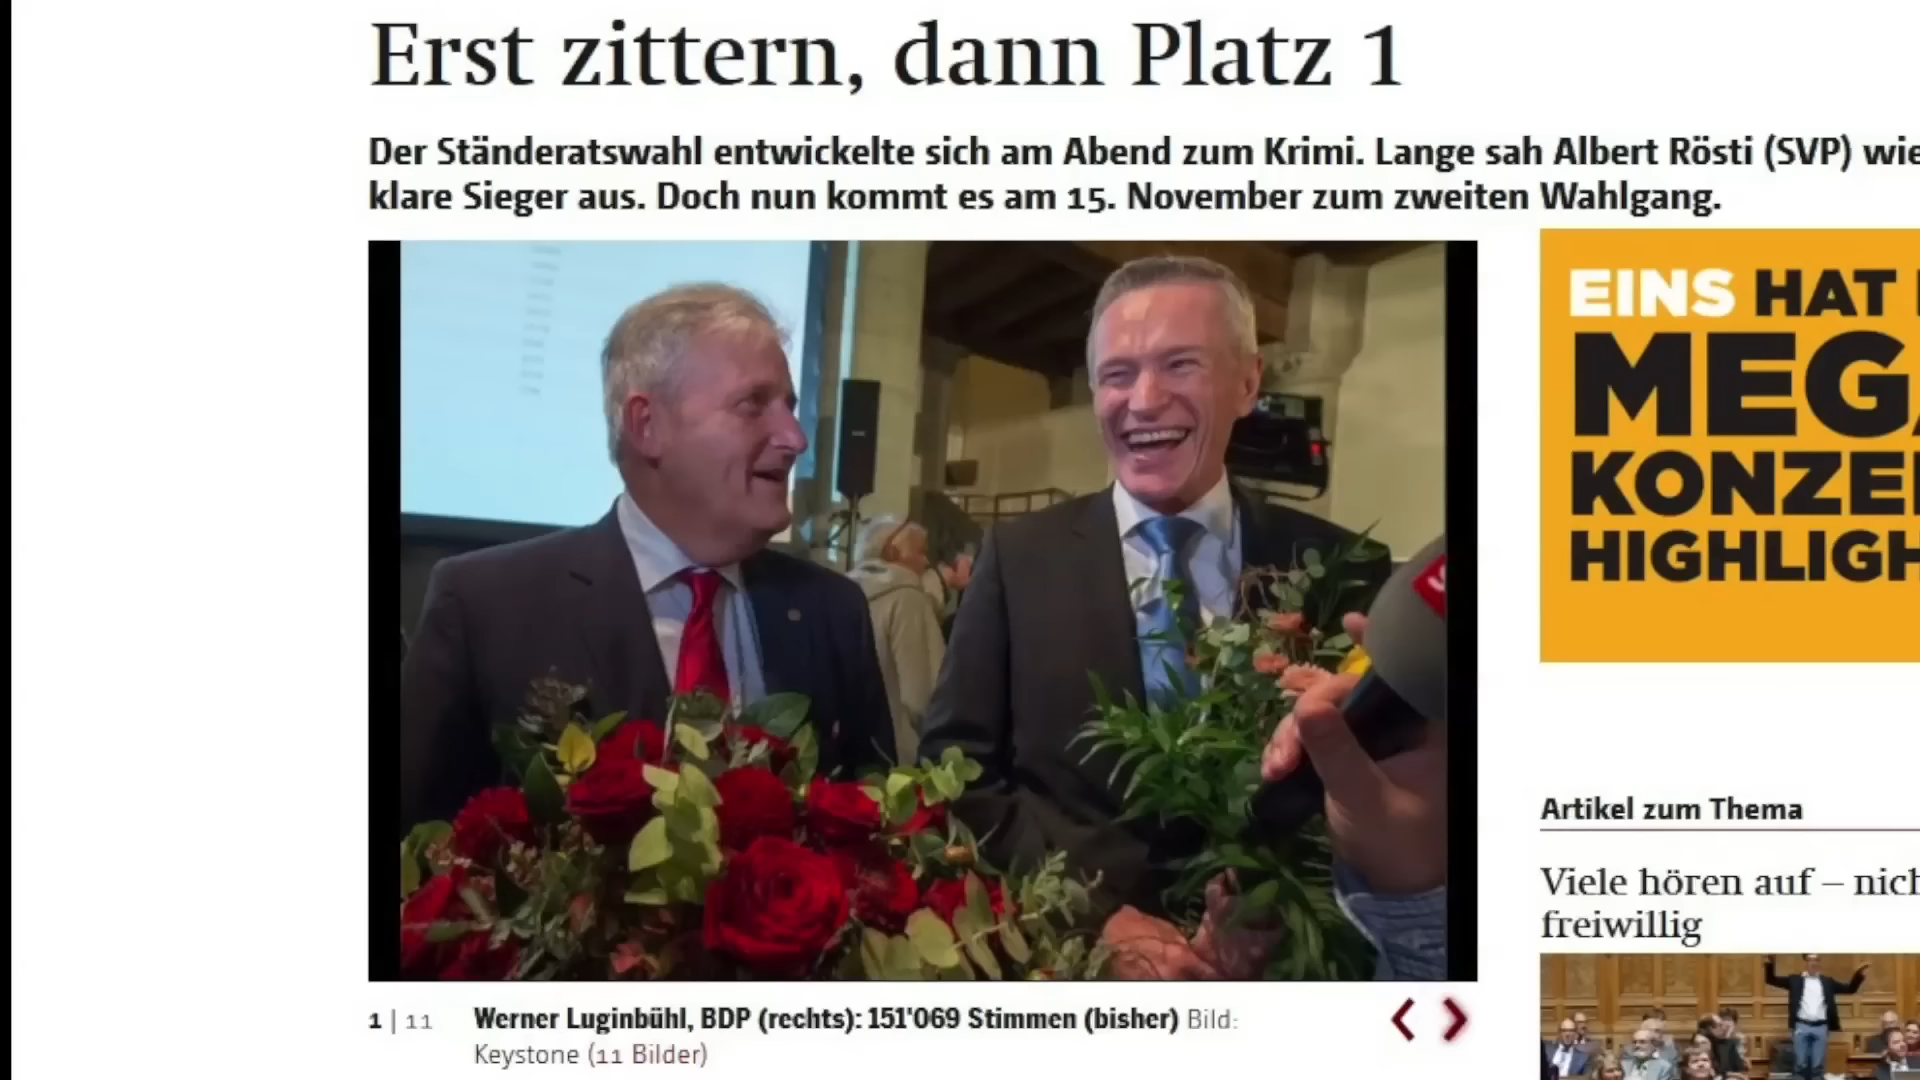 Erst zittern, dann Platz 1
Der Ständeratswahl entwickelte sich am Abend zum Krimi. Lange sah Albert Rösti (SVP) wie
klare Sieger aus. Doch nun kommt es am 15. November zum zweiten Wahlgang.
EINS HAT
MEGA
KONZE
HIGHLIGH
Artikel zum Thema
Viele hören auf – nich
freiwillig
1 | 11 Werner Luginbühl, BDP (rechts): 151'069 Stimmen (bisher) Bild:
Keystone (11 Bilder)